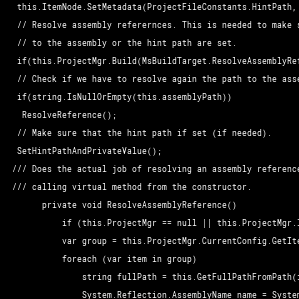 this.ItemNode.SetMetadata(ProjectFileConstants.HintPath,
// Resolve assembly referernces. This is needed to make s
// to the assembly or the hint path are set.
if(this.ProjectMgr.Build(MsBuildTarget.ResolveAssemblyRef
// Check if we have to resolve again the path to the asse
if(string.IsNullOrEmpty(this.assemblyPath))
ResolveReference();
// Make sure that the hint path if set (if needed).
SetHintPathAndPrivateValue();
/// Does the actual job of resolving an assembly reference
/// calling virtual method from the constructor.
private void ResolveAssemblyReference()
if (this.ProjectMgr == null || this.ProjectMgr.I
var group = this.ProjectMgr.CurrentConfig.GetIte
foreach (var item in group)
string fullPath = this.GetFullPathFromPath(i
System.Reflection.AssemblyName name = System